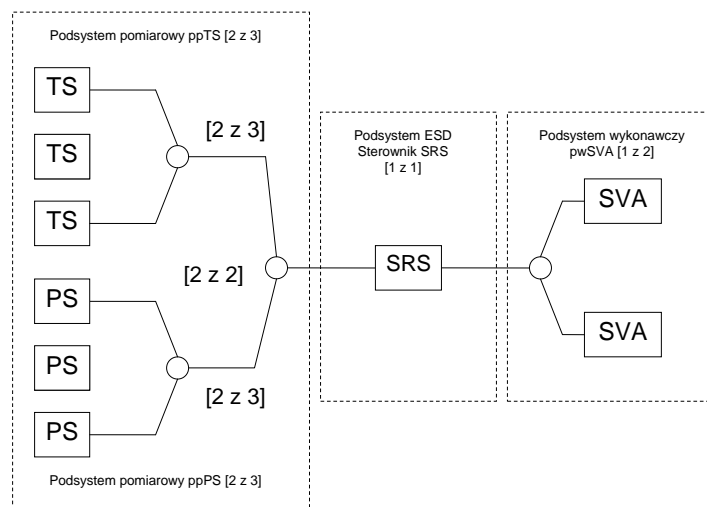 Podsystem pomiarowy ppTS [2 z 3]
TS
TS
TS
[2 z 3]
[2 z 2]
PS
PS
PS
[2 z 3]
Podsystem pomiarowy ppPS [2 z 3]
Podsystem ESD
Sterownik SRS
[1 z 1]
SRS
Podsystem wykonawczy
pwSVA [1 z 2]
SVA
SVA